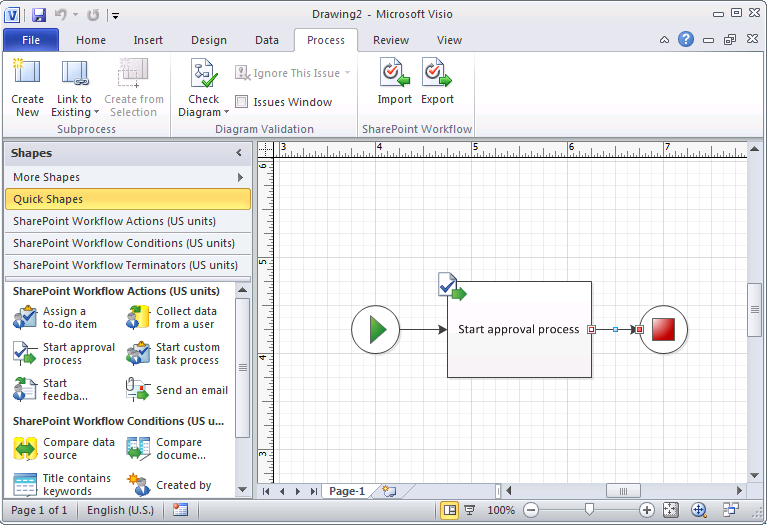 Drawing2 - Microsoft Visio
File Home Insert Design Data Process Review View
Create New
Link to Existing
Create from Selection
Subprocess
Check Diagram
Ignore This Issue
Issues Window
Diagram Validation
Import
Export
SharePoint Workflow
Shapes
More Shapes
Quick Shapes
SharePoint Workflow Actions (US units)
SharePoint Workflow Conditions (US units)
SharePoint Workflow Terminators (US units)
SharePoint Workflow Actions (US units)
Assign a
to-do item
Collect data
from a user
Start approval
process
Start custom
task process
Start
feedba...
Send an email
SharePoint Workflow Conditions (US u...
Compare data
source
Compare
docume...
Title contains
keywords
Created by
3 4 5 6 7
6
5
4
3
Start approval process
Page-1
Page 1 of 1 English (U.S.) 100%